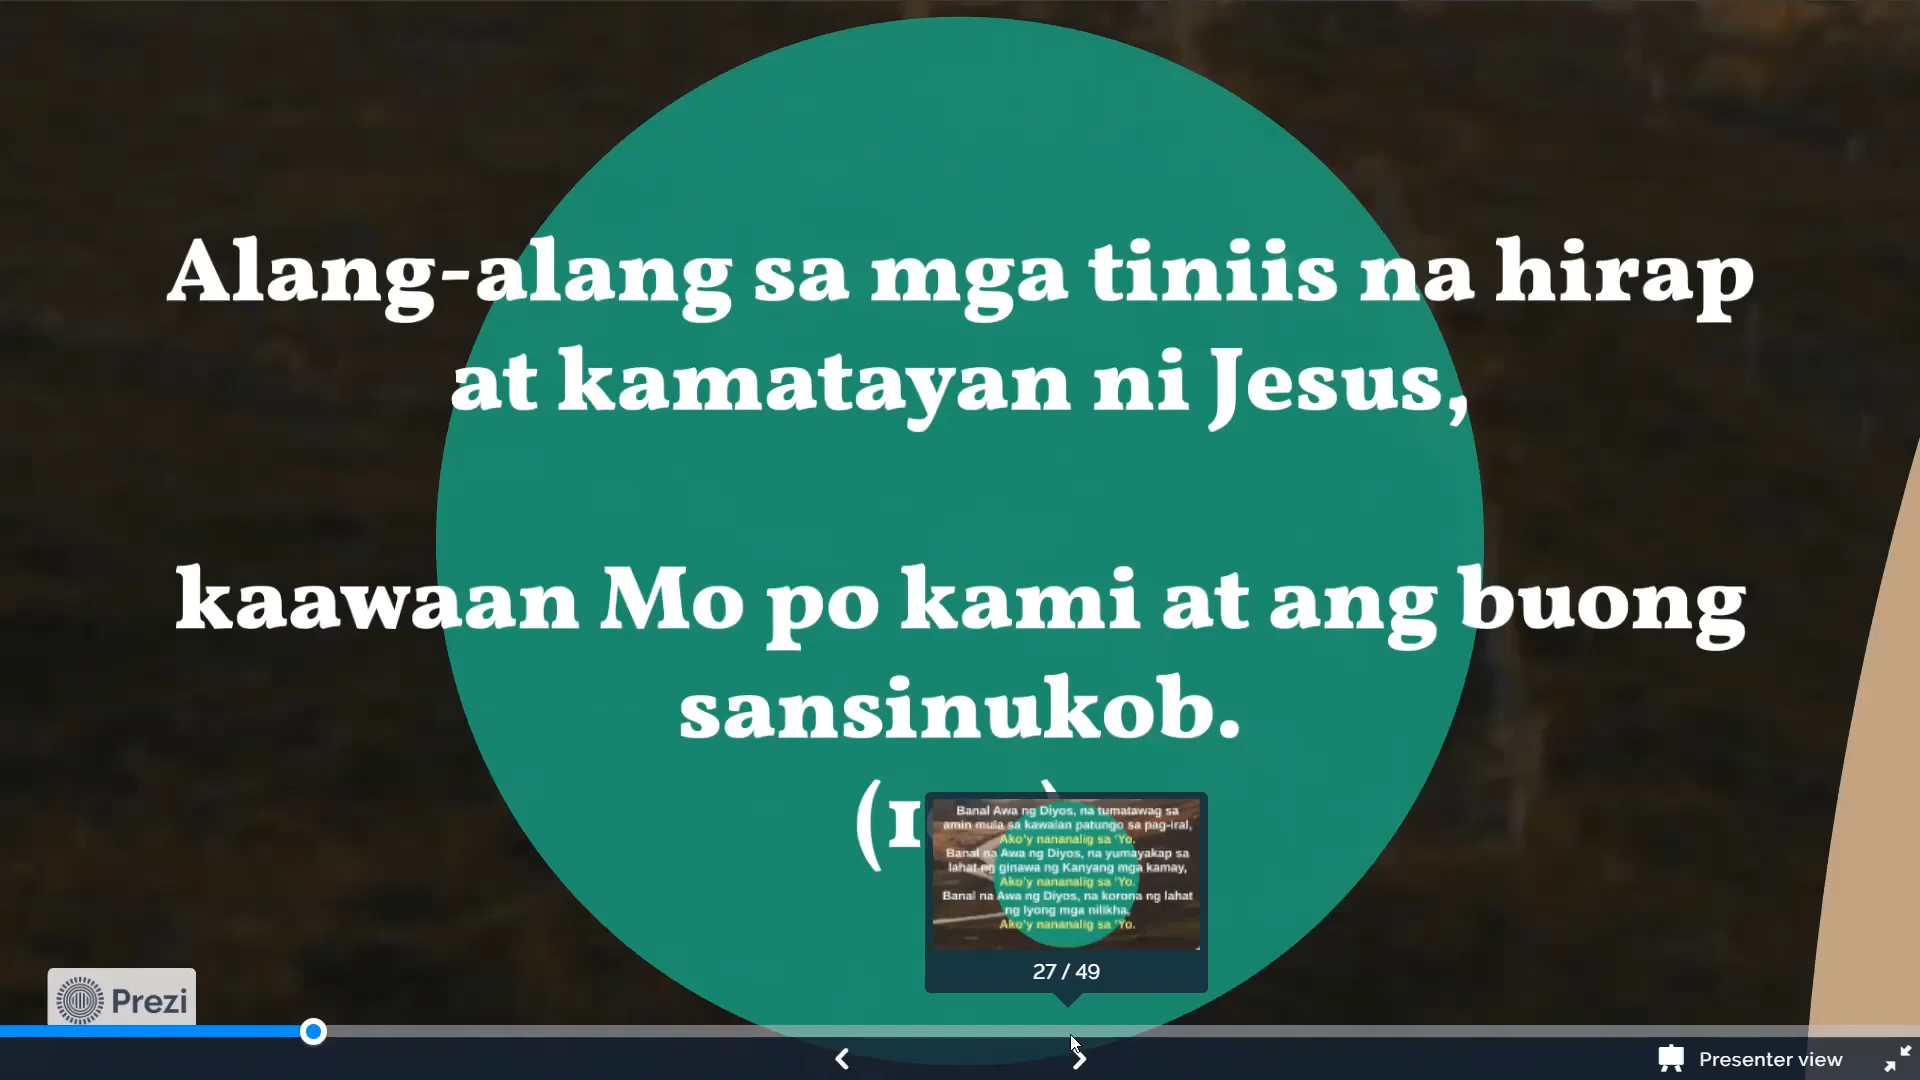 Alang-alang sa mga tiniis na hirap
at kamatayan ni Jesus,
kaawaan Mo po kami at ang buong
sansinukob.
Banal Awa ng Diyos, na tumatawag sa
amin mula sa kawalan patungo sa pag-iral,
Ako'y nananalig sa 'Yo.
Banal na Awa ng Diyos, na yumayakap sa
lahat ng ginawa ng Kanyang mga kamay,
Ako'y nananalig sa 'Yo.
Banal na Awa ng Diyos, na korona ng lahat
ng Iyong mga nilikha,
Ako'y nananalig sa 'Yo.
27 / 49
Prezi
Presenter view